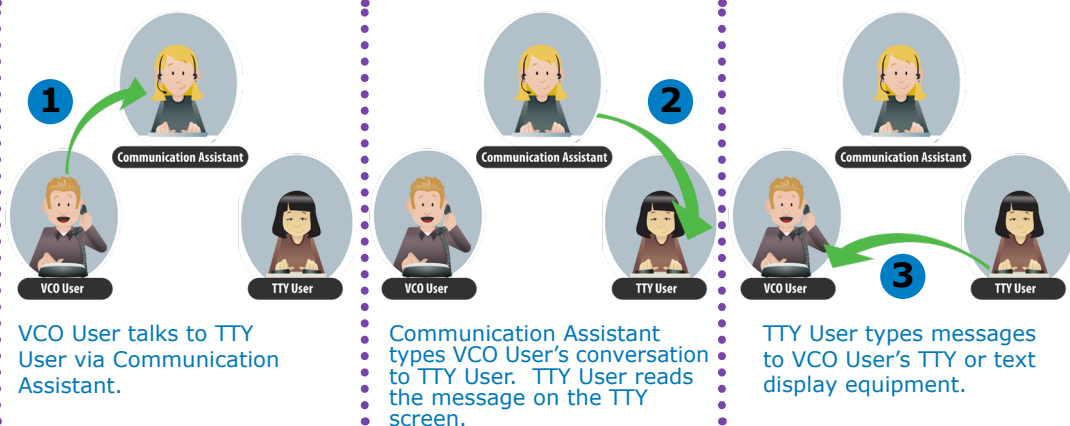 1
Communication Assistant
VCO User
TTY User
VCO User talks to TTY
User via Communication
Assistant.
2
Communication Assistant
VCO User
TTY User
Communication Assistant
types VCO User’s conversation
to TTY User.  TTY User reads
the message on the TTY
screen.
Communication Assistant
3
VCO User
TTY User
TTY User types messages
to VCO User’s TTY or text
display equipment.